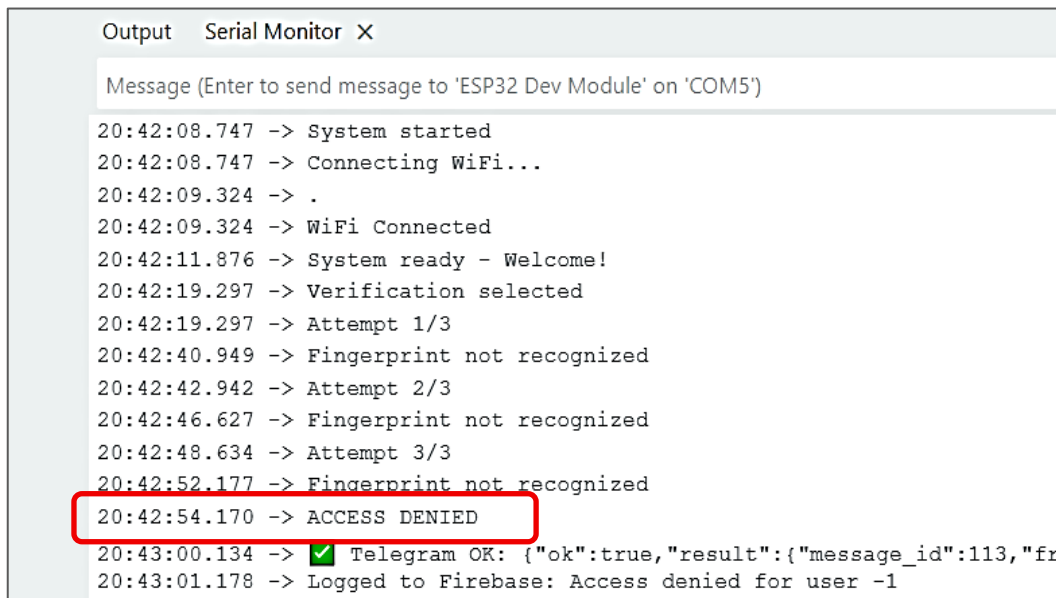 Output Serial Monitor X
Message (Enter to send message to 'ESP32 Dev Module' on 'COM5')
20:42:08.747 -> System started
20:42:08.747 -> Connecting WiFi...
20:42:09.324 -> .
20:42:09.324 -> WiFi Connected
20:42:11.876 -> System ready - Welcome!
20:42:19.297 -> Verification selected
20:42:19.297 -> Attempt 1/3
20:42:40.949 -> Fingerprint not recognized
20:42:42.942 -> Attempt 2/3
20:42:46.627 -> Fingerprint not recognized
20:42:48.634 -> Attempt 3/3
20:42:52.177 -> Fingerprint not recognized
20:42:54.170 -> ACCESS DENIED
20:43:00.134 -> ✅ Telegram OK: {"ok":true,"result":{"message_id":113,"fr
20:43:01.178 -> Logged to Firebase: Access denied for user -1